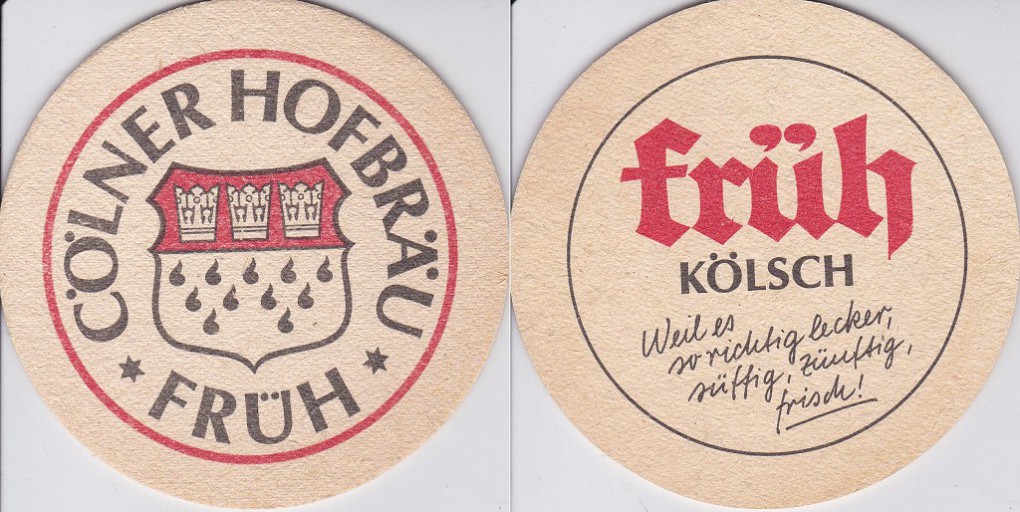 CÖLNER HOFBRÄU
FRÜH
früh
KÖLSCH
Weil es
so richtig lecker,
süffig, zünftig,
frisch!